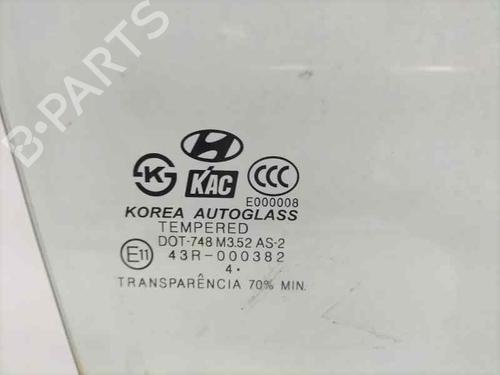 B-PARTS
K
KAC
CCC
E000008
KOREA AUTOGLASS
TEMPERED
DOT-748 M3.52 AS-2
E11 43R-000382
4 •
TRANSPARÊNCIA 70% MIN.